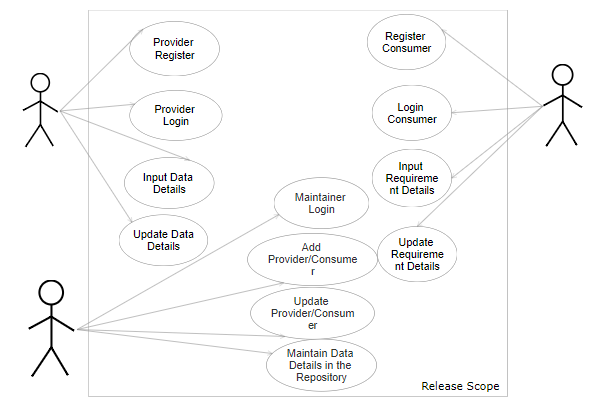 Provider
Register
Register
Consumer
Provider
Login
Login
Consumer
Input Data
Details
Input
Requireme
nt Details
Maintainer
Login
Update Data
Details
Add
Provider/Consume
r
Update
Requireme
nt Details
Update
Provider/Consum
er
Maintain Data
Details in the
Repository
Release Scope